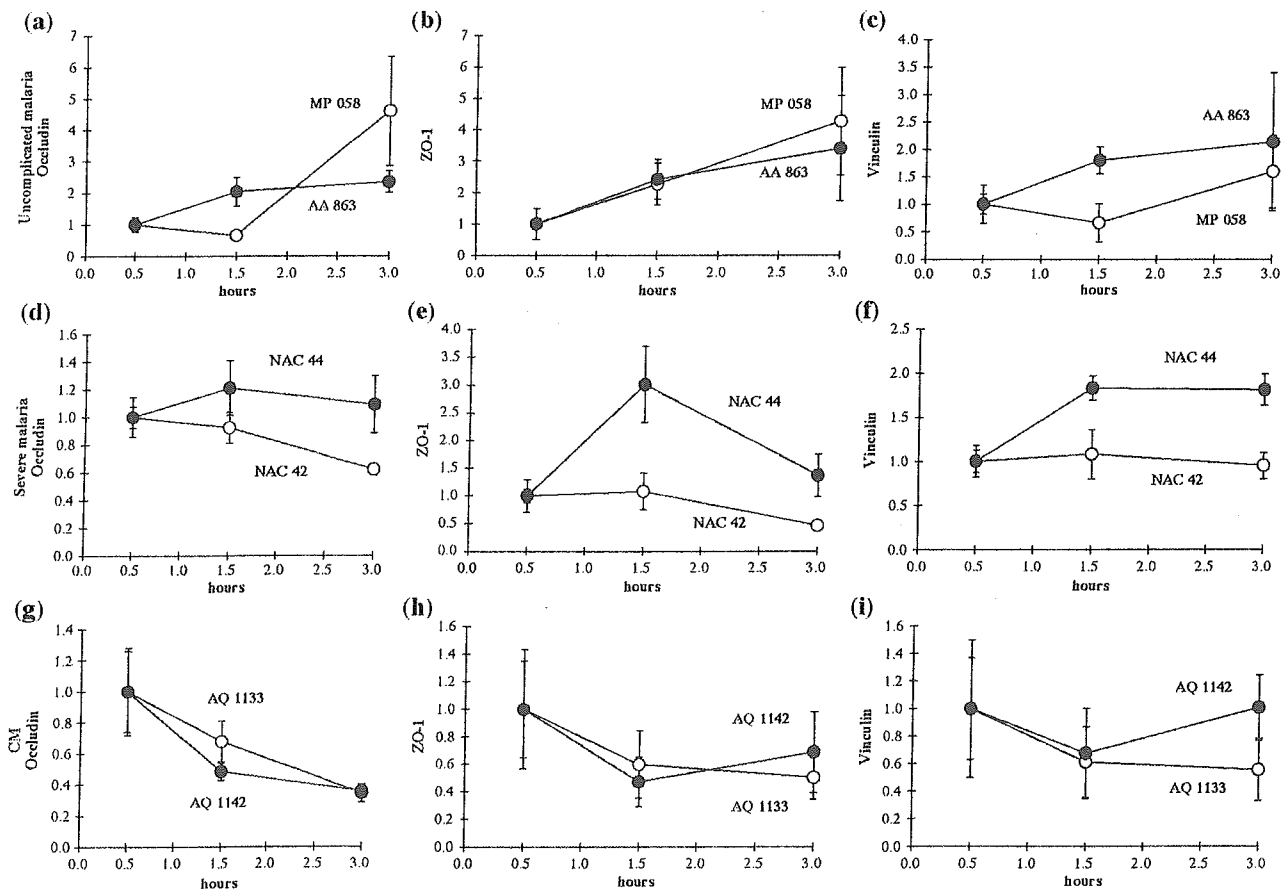 (a)
Uncomplicated malaria
Occludin
7
6
5
4
3
2
1
0
MP 058
AA 863
0.0 0.5 1.0 1.5 2.0 2.5 3.0
hours
(b)
ZO-1
7
6
5
4
3
2
1
0
MP 058
AA 863
0.0 0.5 1.0 1.5 2.0 2.5 3.0
hours
(c)
Vinculin
4.0
3.5
3.0
2.5
2.0
1.5
1.0
0.5
0.0
AA 863
MP 058
0.0 0.5 1.0 1.5 2.0 2.5 3.0
hours
(d)
Severe malaria
Occludin
1.6
1.4
1.2
1.0
0.8
0.6
0.4
0.2
0.0
NAC 44
NAC 42
0.0 0.5 1.0 1.5 2.0 2.5 3.0
hours
(e)
ZO-1
4.0
3.5
3.0
2.5
2.0
1.5
1.0
0.5
0.0
NAC 44
NAC 42
0.0 0.5 1.0 1.5 2.0 2.5 3.0
hours
(f)
Vinculin
2.5
2.0
1.5
1.0
0.5
0.0
NAC 44
NAC 42
0.0 0.5 1.0 1.5 2.0 2.5 3.0
hours
(g)
CM
Occludin
1.4
1.2
1.0
0.8
0.6
0.4
0.2
0.0
AQ 1133
AQ 1142
0.0 0.5 1.0 1.5 2.0 2.5 3.0
hours
(h)
ZO-1
1.6
1.4
1.2
1.0
0.8
0.6
0.4
0.2
0.0
AQ 1142
AQ 1133
0.0 0.5 1.0 1.5 2.0 2.5 3.0
hours
(i)
Vinculin
1.6
1.4
1.2
1.0
0.8
0.6
0.4
0.2
0.0
AQ 1142
AQ 1133
0.0 0.5 1.0 1.5 2.0 2.5 3.0
hours